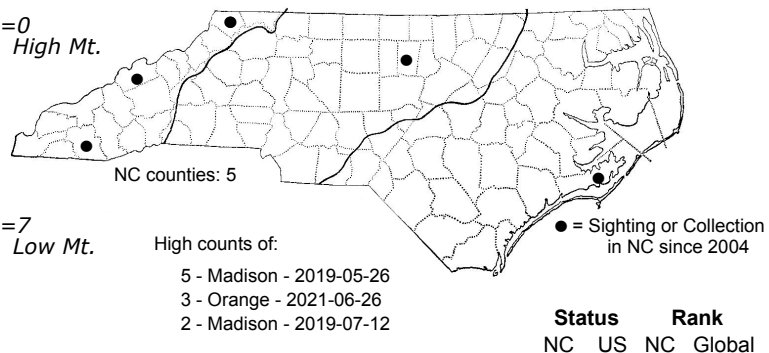 =0
High Mt.
NC counties: 5
=7
Low Mt.
High counts of:
5 - Madison - 2019-05-26
3 - Orange - 2021-06-26
2 - Madison - 2019-07-12
● = Sighting or Collection
in NC since 2004
Status Rank
NC US NC Global